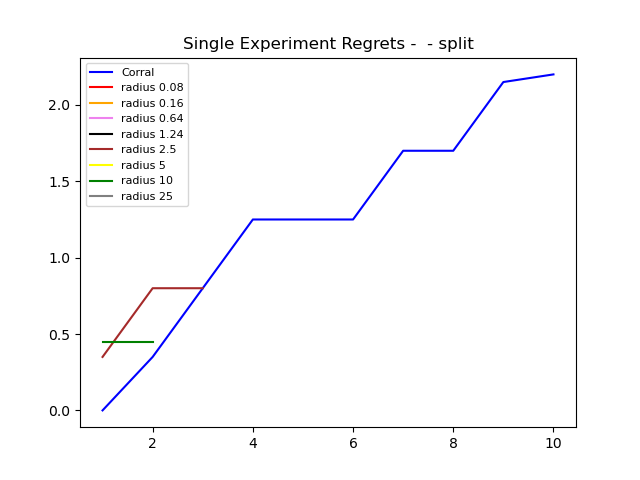 Single Experiment Regrets -  - split
Corral
radius 0.08
radius 0.16
radius 0.64
radius 1.24
radius 2.5
radius 5
radius 10
radius 25
2.0
1.5
1.0
0.5
0.0
2 4 6 8 10